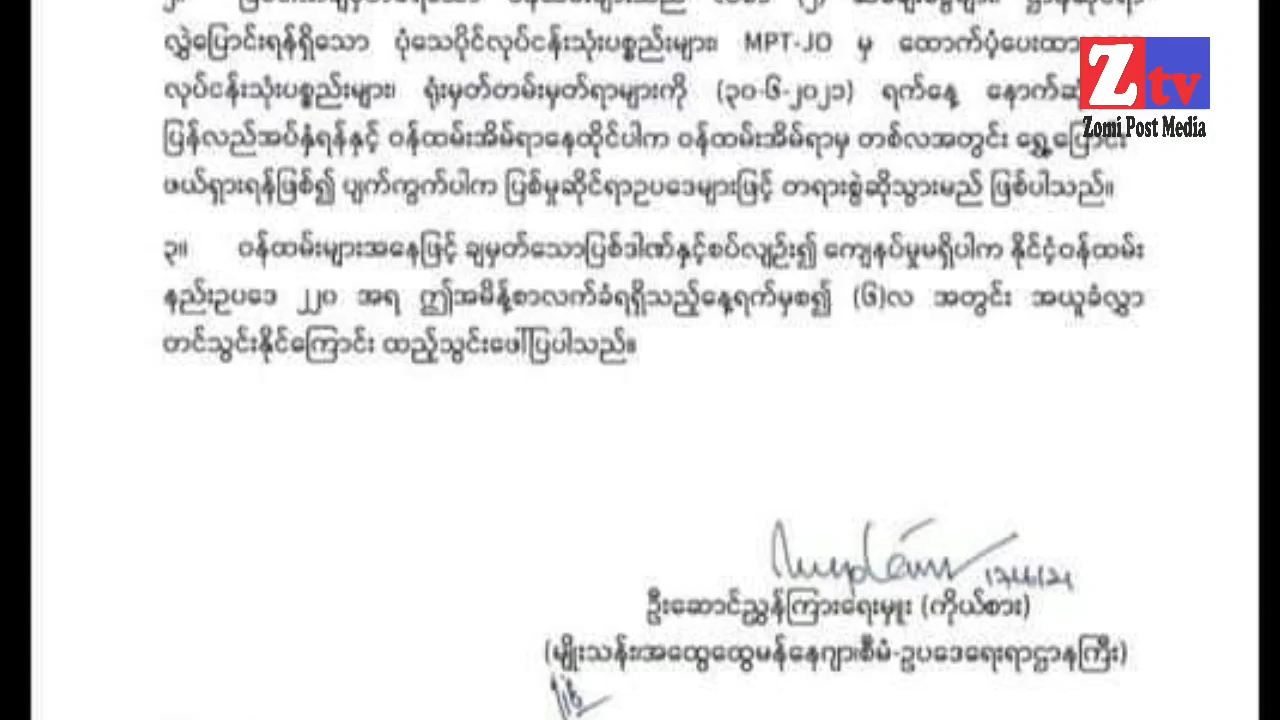 လွှဲပြောင်းရန်ရှိသော ပုံသေပိုင်လုပ်ငန်းသုံးပစ္စည်းများ၊ MPT-JO မှ
Z tv
လုပ်ငန်းသုံးပစ္စည်းများ၊ ရုံးမှတ်တမ်းမှတ်ရာများကို (၃၀-၆-၂၀၂၁) ရက်နေ့
Zomi Post Media
ပြန်လည်အပ်နှံရန်နှင့် ဝန်ထမ်းအိမ်ရာနေထိုင်ပါက ဝန်ထမ်းအိမ်ရာမှ တစ်လအတွင်း ရွှေ့ပြောင်း
ဖယ်ရှားရန်ဖြစ်၍ ပျက်ကွက်ပါက ပြစ်မှုဆိုင်ရာဥပဒေများဖြင့် တရားစွဲဆိုသွားမည် ဖြစ်ပါသည်။
၃။ ဝန်ထမ်းများအနေဖြင့် ချမှတ်သောပြစ်ဒါဏ်နှင့်စပ်လျဉ်း၍ ကျေနပ်မှုမရှိပါက နိုင်ငံ့ဝန်ထမ်း
နည်းဥပဒေ ၂၂၀ အရ ဤအမိန့်စာလက်ခံရရှိသည့်နေ့ရက်မှစ၍ (၆)လ အတွင်း အယူခံလွှာ
တင်သွင်းနိုင်ကြောင်း ထည့်သွင်းဖေါ်ပြပါသည်။
ဦးဆောင်ညွှန်ကြားရေးမှူး (ကိုယ်စား)
(မျိုးသန်း၊အထွေထွေမန်နေဂျာ၊စီမံ-ဥပဒေရေးရာဌာနကြီး)